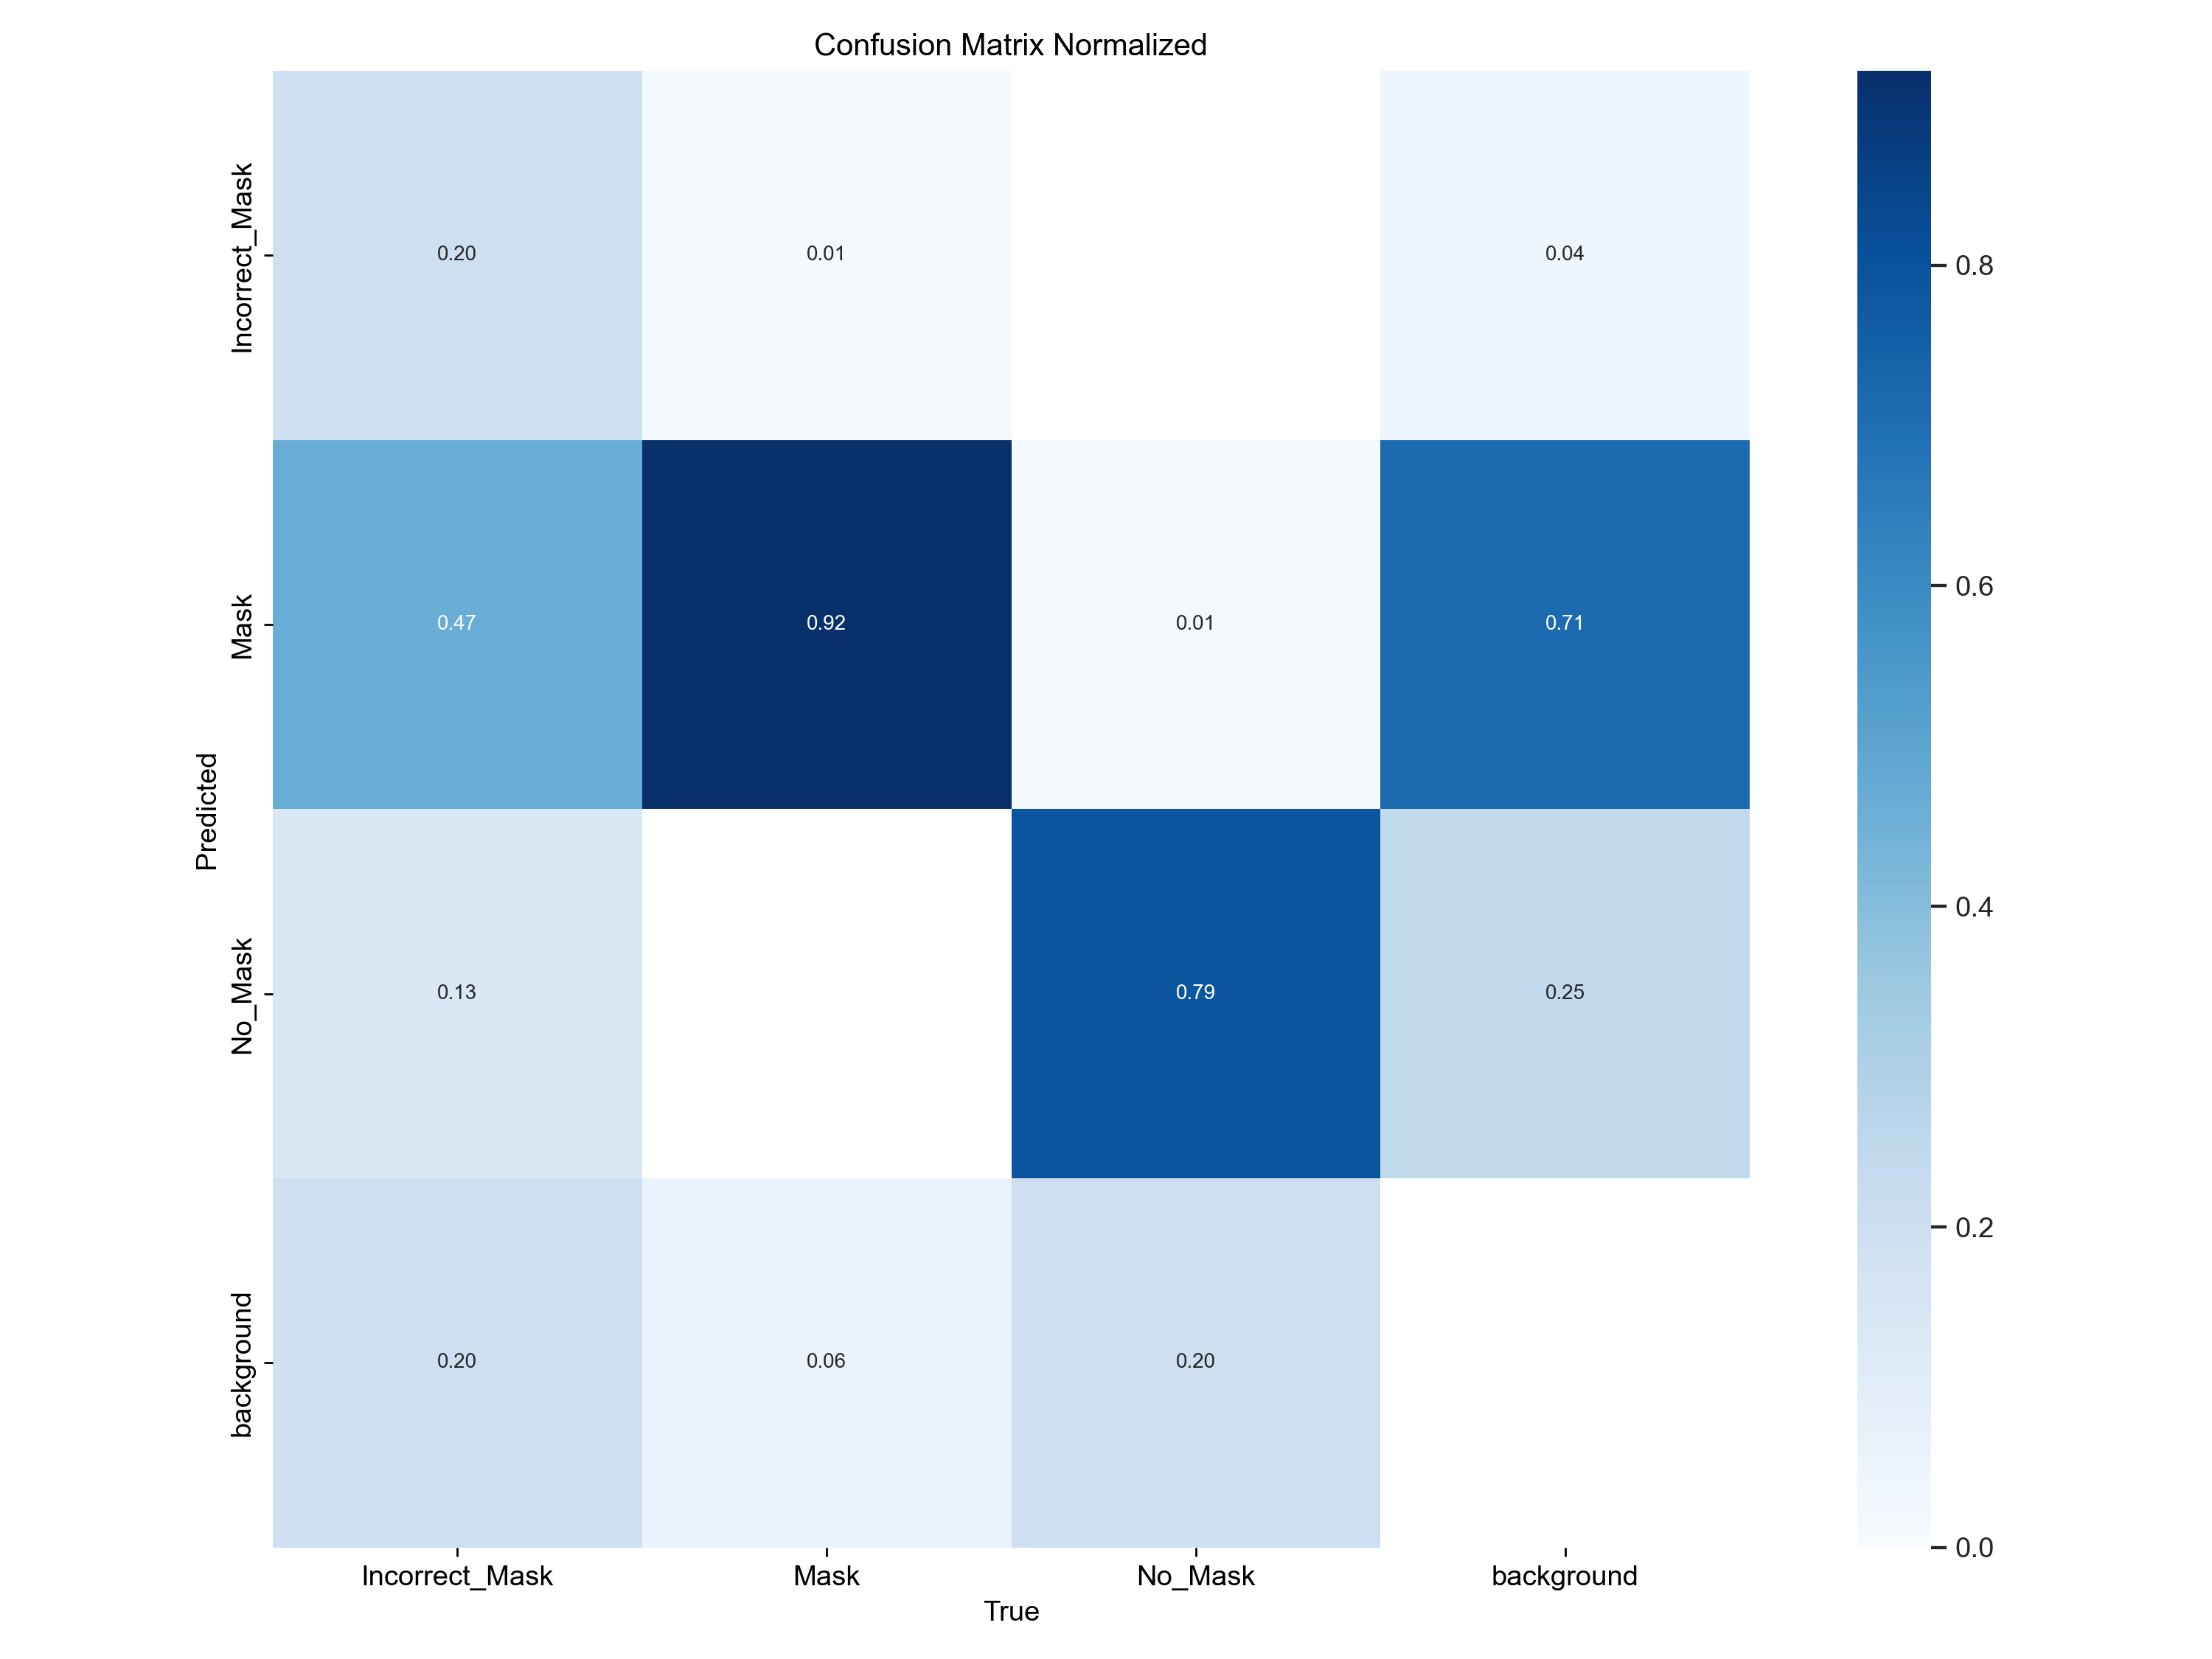 Confusion Matrix Normalized
Incorrect_Mask
0.20
0.01
0.04
Mask
0.47
0.92
0.01
0.71
No_Mask
0.13
0.79
0.25
background
0.20
0.06
0.20
Predicted
Incorrect_Mask
Mask
No_Mask
background
True
0.8
0.6
0.4
0.2
0.0